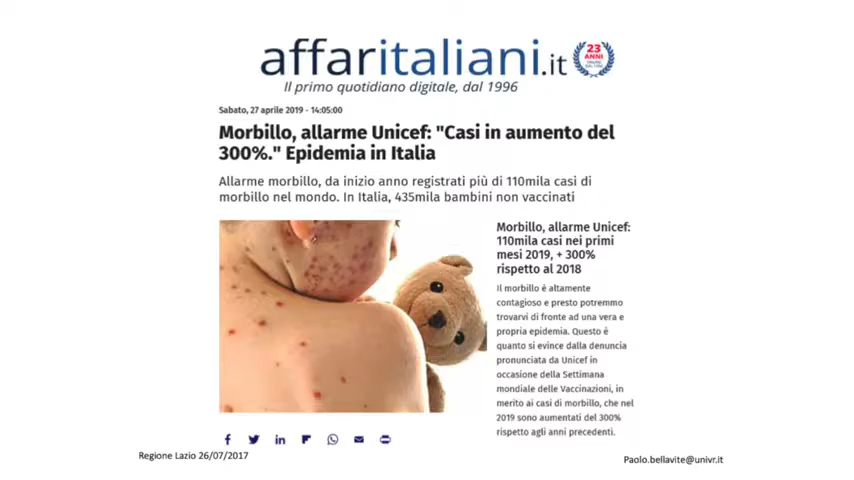 affaritaliani.it
23
ANNI
Il primo quotidiano digitale, dal 1996
Sabato, 27 aprile 2019 - 14:05:00
Morbillo, allarme Unicef: "Casi in aumento del
300%." Epidemia in Italia
Allarme morbillo, da inizio anno registrati più di 110mila casi di
morbillo nel mondo. In Italia, 435mila bambini non vaccinati
Morbillo, allarme Unicef:
110mila casi nei primi
mesi 2019, + 300%
rispetto al 2018
Il morbillo è altamente
contagioso e presto potremmo
trovarvi di fronte ad una vera e
propria epidemia. Questo è
quanto si evince dalla denuncia
pronunciata da Unicef in
occasione della Settimana
mondiale delle Vaccinazioni, in
merito ai casi di morbillo, che nel
2019 sono aumentati del 300%
rispetto agli anni precedenti.
Regione Lazio 26/07/2017
Paolo.bellavite@univr.it